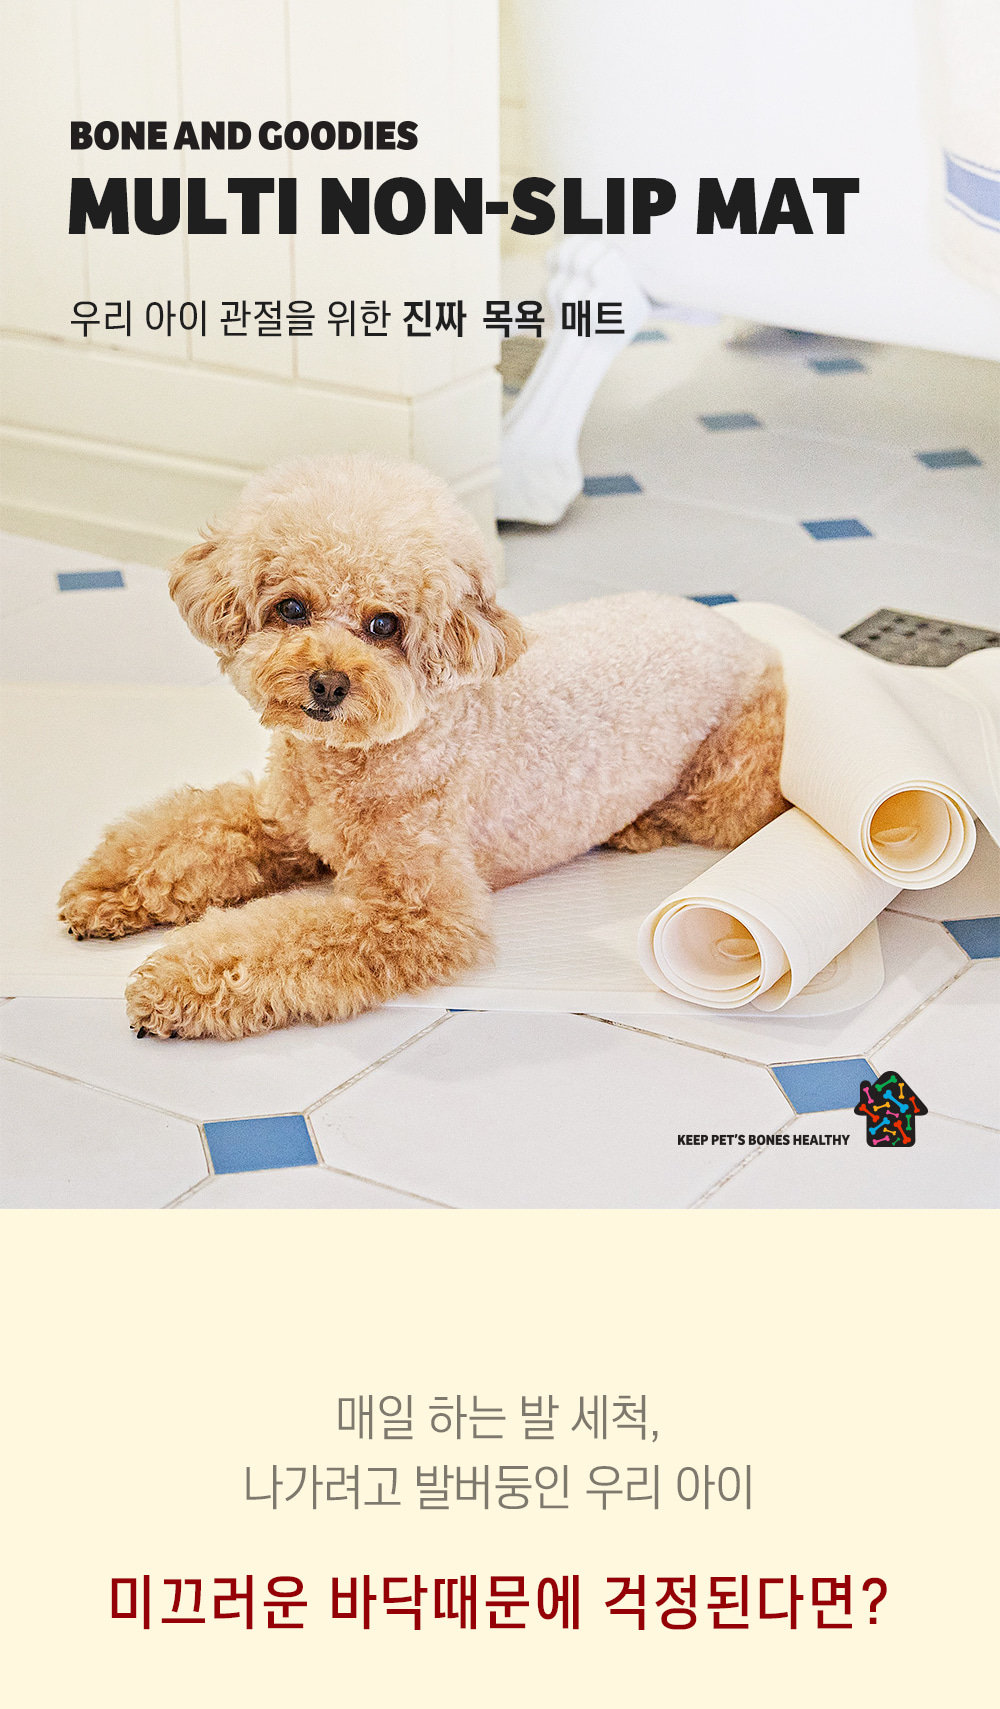 BONE AND GOODIES
MULTI NON-SLIP MAT
우리 아이 관절을 위한 진짜 목욕 매트
KEEP PET'S BONES HEALTHY
매일 하는 발 세척,
나가려고 발버둥인 우리 아이
미끄러운 바닥때문에 걱정된다면?